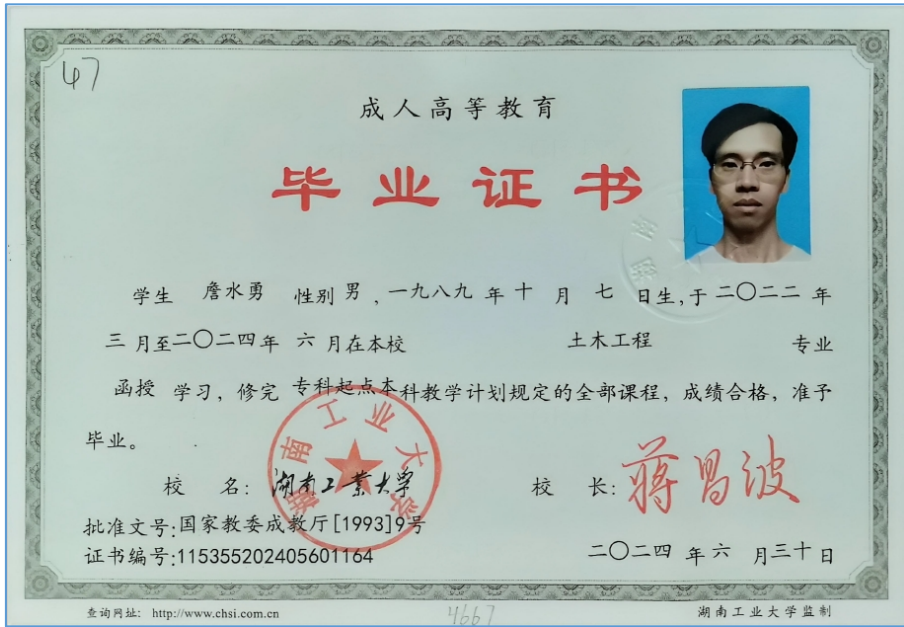 47
成人高等教育
毕业证书
学生 詹水勇 性别 男 ,一九八九 年 十 月 七 日生,于 二〇二二 年
三 月至二〇二四年 六 月在本校 土木工程 专业
函授 学习, 修完 专科起点本科教学计划规定的全部课程, 成绩合格, 准予
毕业。
校 名: 湖南工业大学 校 长: 蒋昌波
湖南工业大学
批准文号:国家教委成教厅[1993]9号
证书编号:115355202405601164 二〇二四 年 六 月三十日
查询网址: http://www.chsi.com.cn 4667 湖南工业大学监制